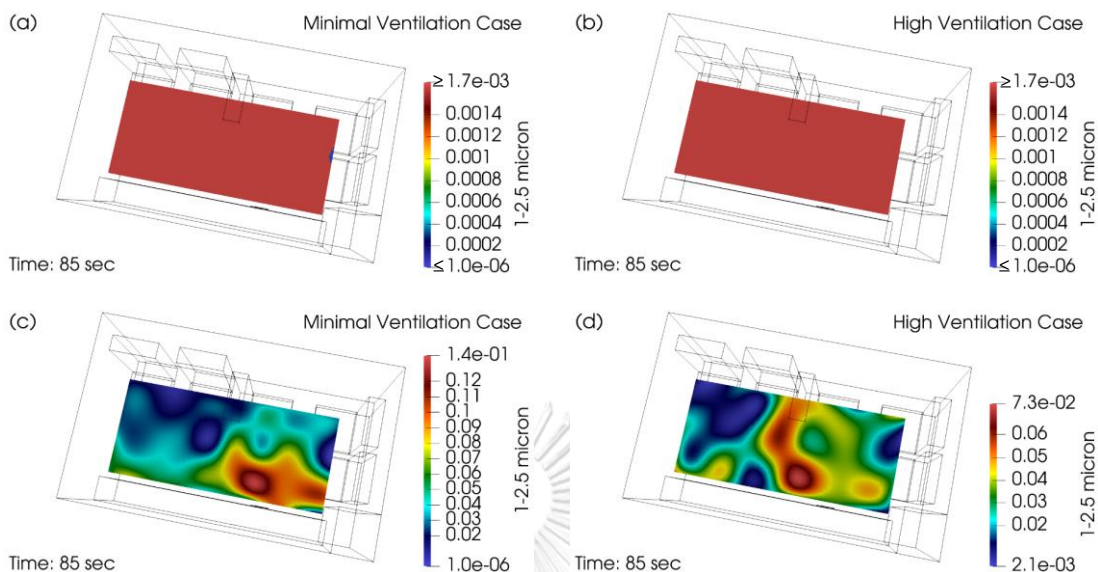 (a)
Minimal Ventilation Case
≥ 1.7e-03
0.0014
0.0012
0.001
0.0008
0.0006
0.0004
0.0002
≤ 1.0e-06
1-2.5 micron
Time: 85 sec
(b)
High Ventilation Case
≥ 1.7e-03
0.0014
0.0012
0.001
0.0008
0.0006
0.0004
0.0002
≤ 1.0e-06
1-2.5 micron
Time: 85 sec
(c)
Minimal Ventilation Case
1.4e-01
0.12
0.11
0.1
0.09
0.08
0.07
0.06
0.05
0.04
0.03
0.02
1.0e-06
1-2.5 micron
Time: 85 sec
(d)
High Ventilation Case
7.3e-02
0.06
0.05
0.04
0.03
0.02
2.1e-03
1-2.5 micron
Time: 85 sec